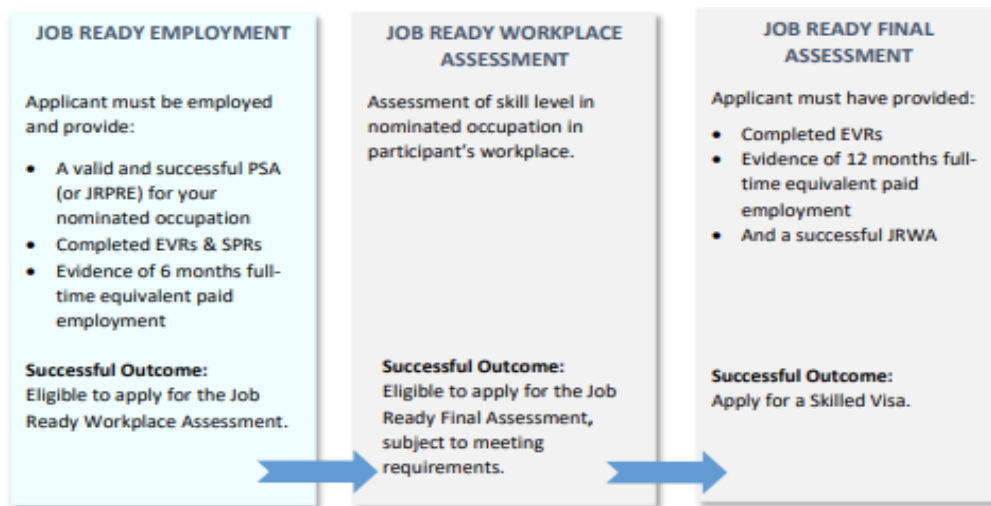 JOB READY EMPLOYMENT
Applicant must be employed
and provide:
• A valid and successful PSA
(or JRPRE) for your
nominated occupation
• Completed EVRs & SPRs
• Evidence of 6 months full-
time equivalent paid
employment
Successful Outcome:
Eligible to apply for the Job
Ready Workplace Assessment.
JOB READY WORKPLACE
ASSESSMENT
Assessment of skill level in
nominated occupation in
participant's workplace.
Successful Outcome:
Eligible to apply for the Job
Ready Final Assessment,
subject to meeting
requirements.
JOB READY FINAL
ASSESSMENT
Applicant must have provided:
• Completed EVRs
• Evidence of 12 months full-
time equivalent paid
employment
• And a successful JRWA
Successful Outcome:
Apply for a Skilled Visa.